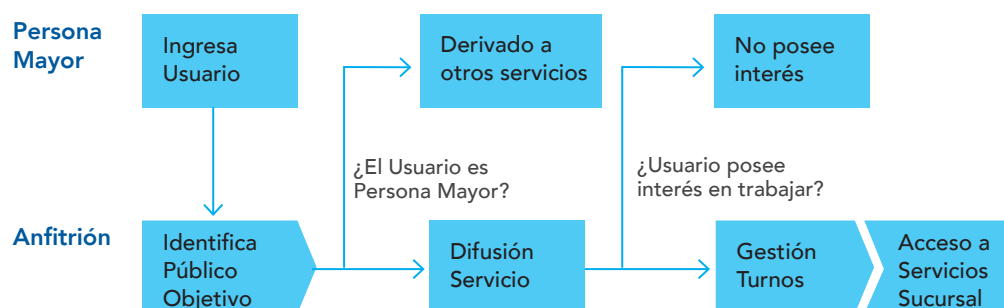 Persona
Mayor
Ingresa
Usuario
Derivado a
otros servicios
No posee
interés
¿El Usuario es
Persona Mayor?
¿Usuario posee
interés en trabajar?
Anfitrión
Identifica
Público
Objetivo
Difusión
Servicio
Gestión
Turnos
Acceso a
Servicios
Sucursal